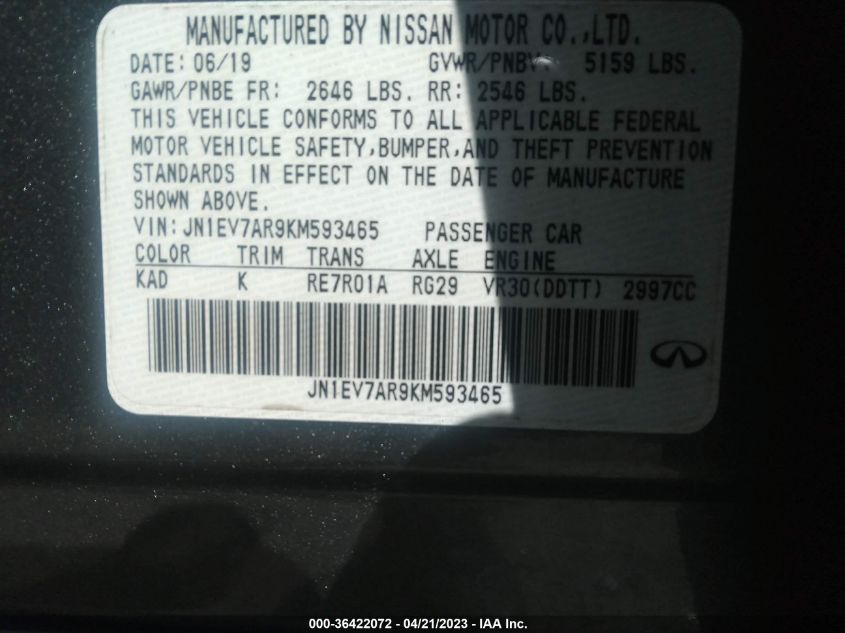 MANUFACTURED BY NISSAN MOTOR CO.,LTD.
DATE: 06/19 GVWR/PNBV: 5159 LBS.
GAWR/PNBE FR: 2646 LBS. RR: 2546 LBS.
THIS VEHICLE CONFORMS TO ALL APPLICABLE FEDERAL
MOTOR VEHICLE SAFETY,BUMPER,AND THEFT PREVENTION
STANDARDS IN EFFECT ON THE DATE OF MANUFACTURE
SHOWN ABOVE.
VIN:JN1EV7AR9KM593465 PASSENGER CAR
COLOR TRIM TRANS AXLE ENGINE
KAD K RE7R01A RG29 VR30(DDTT) 2997CC
JN1EV7AR9KM593465
000-36422072 - 04/21/2023 - IAA Inc.